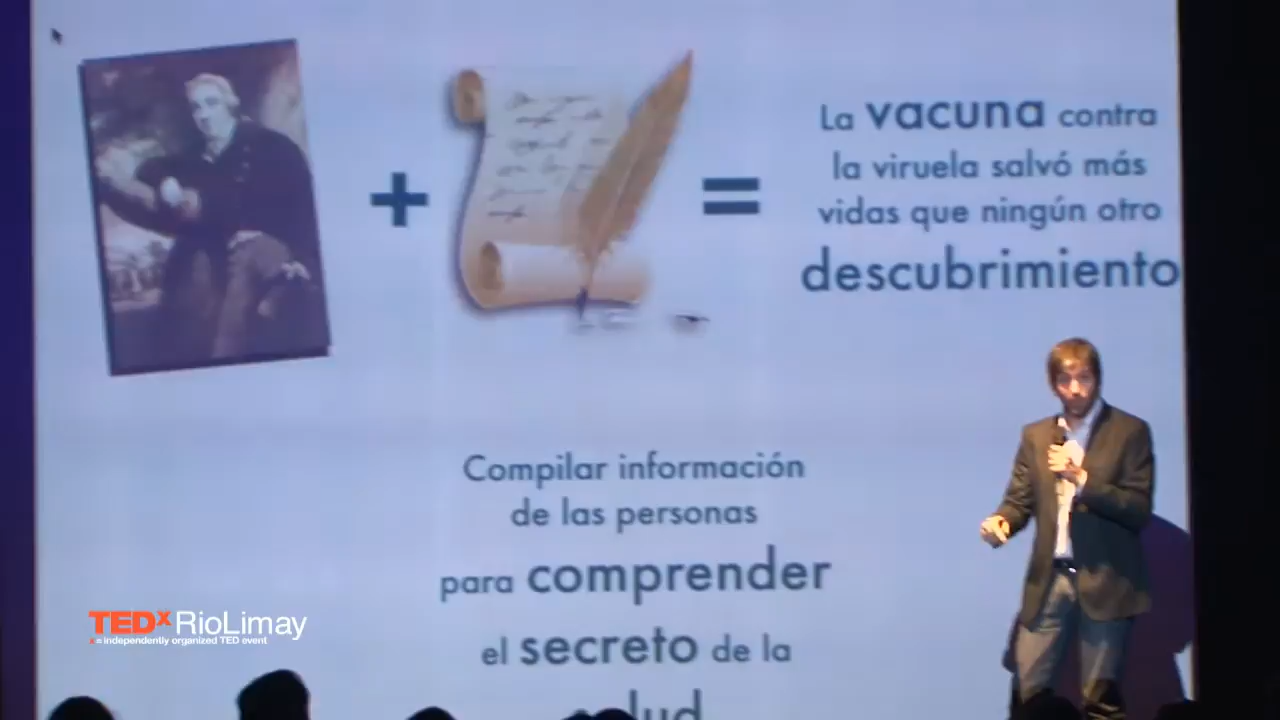 La vacuna contra
la viruela salvó más
vidas que ningún otro
descubrimiento
Compilar información
de las personas
para comprender
el secreto de la
salud
TEDx RioLimay
x = independently organized TED event